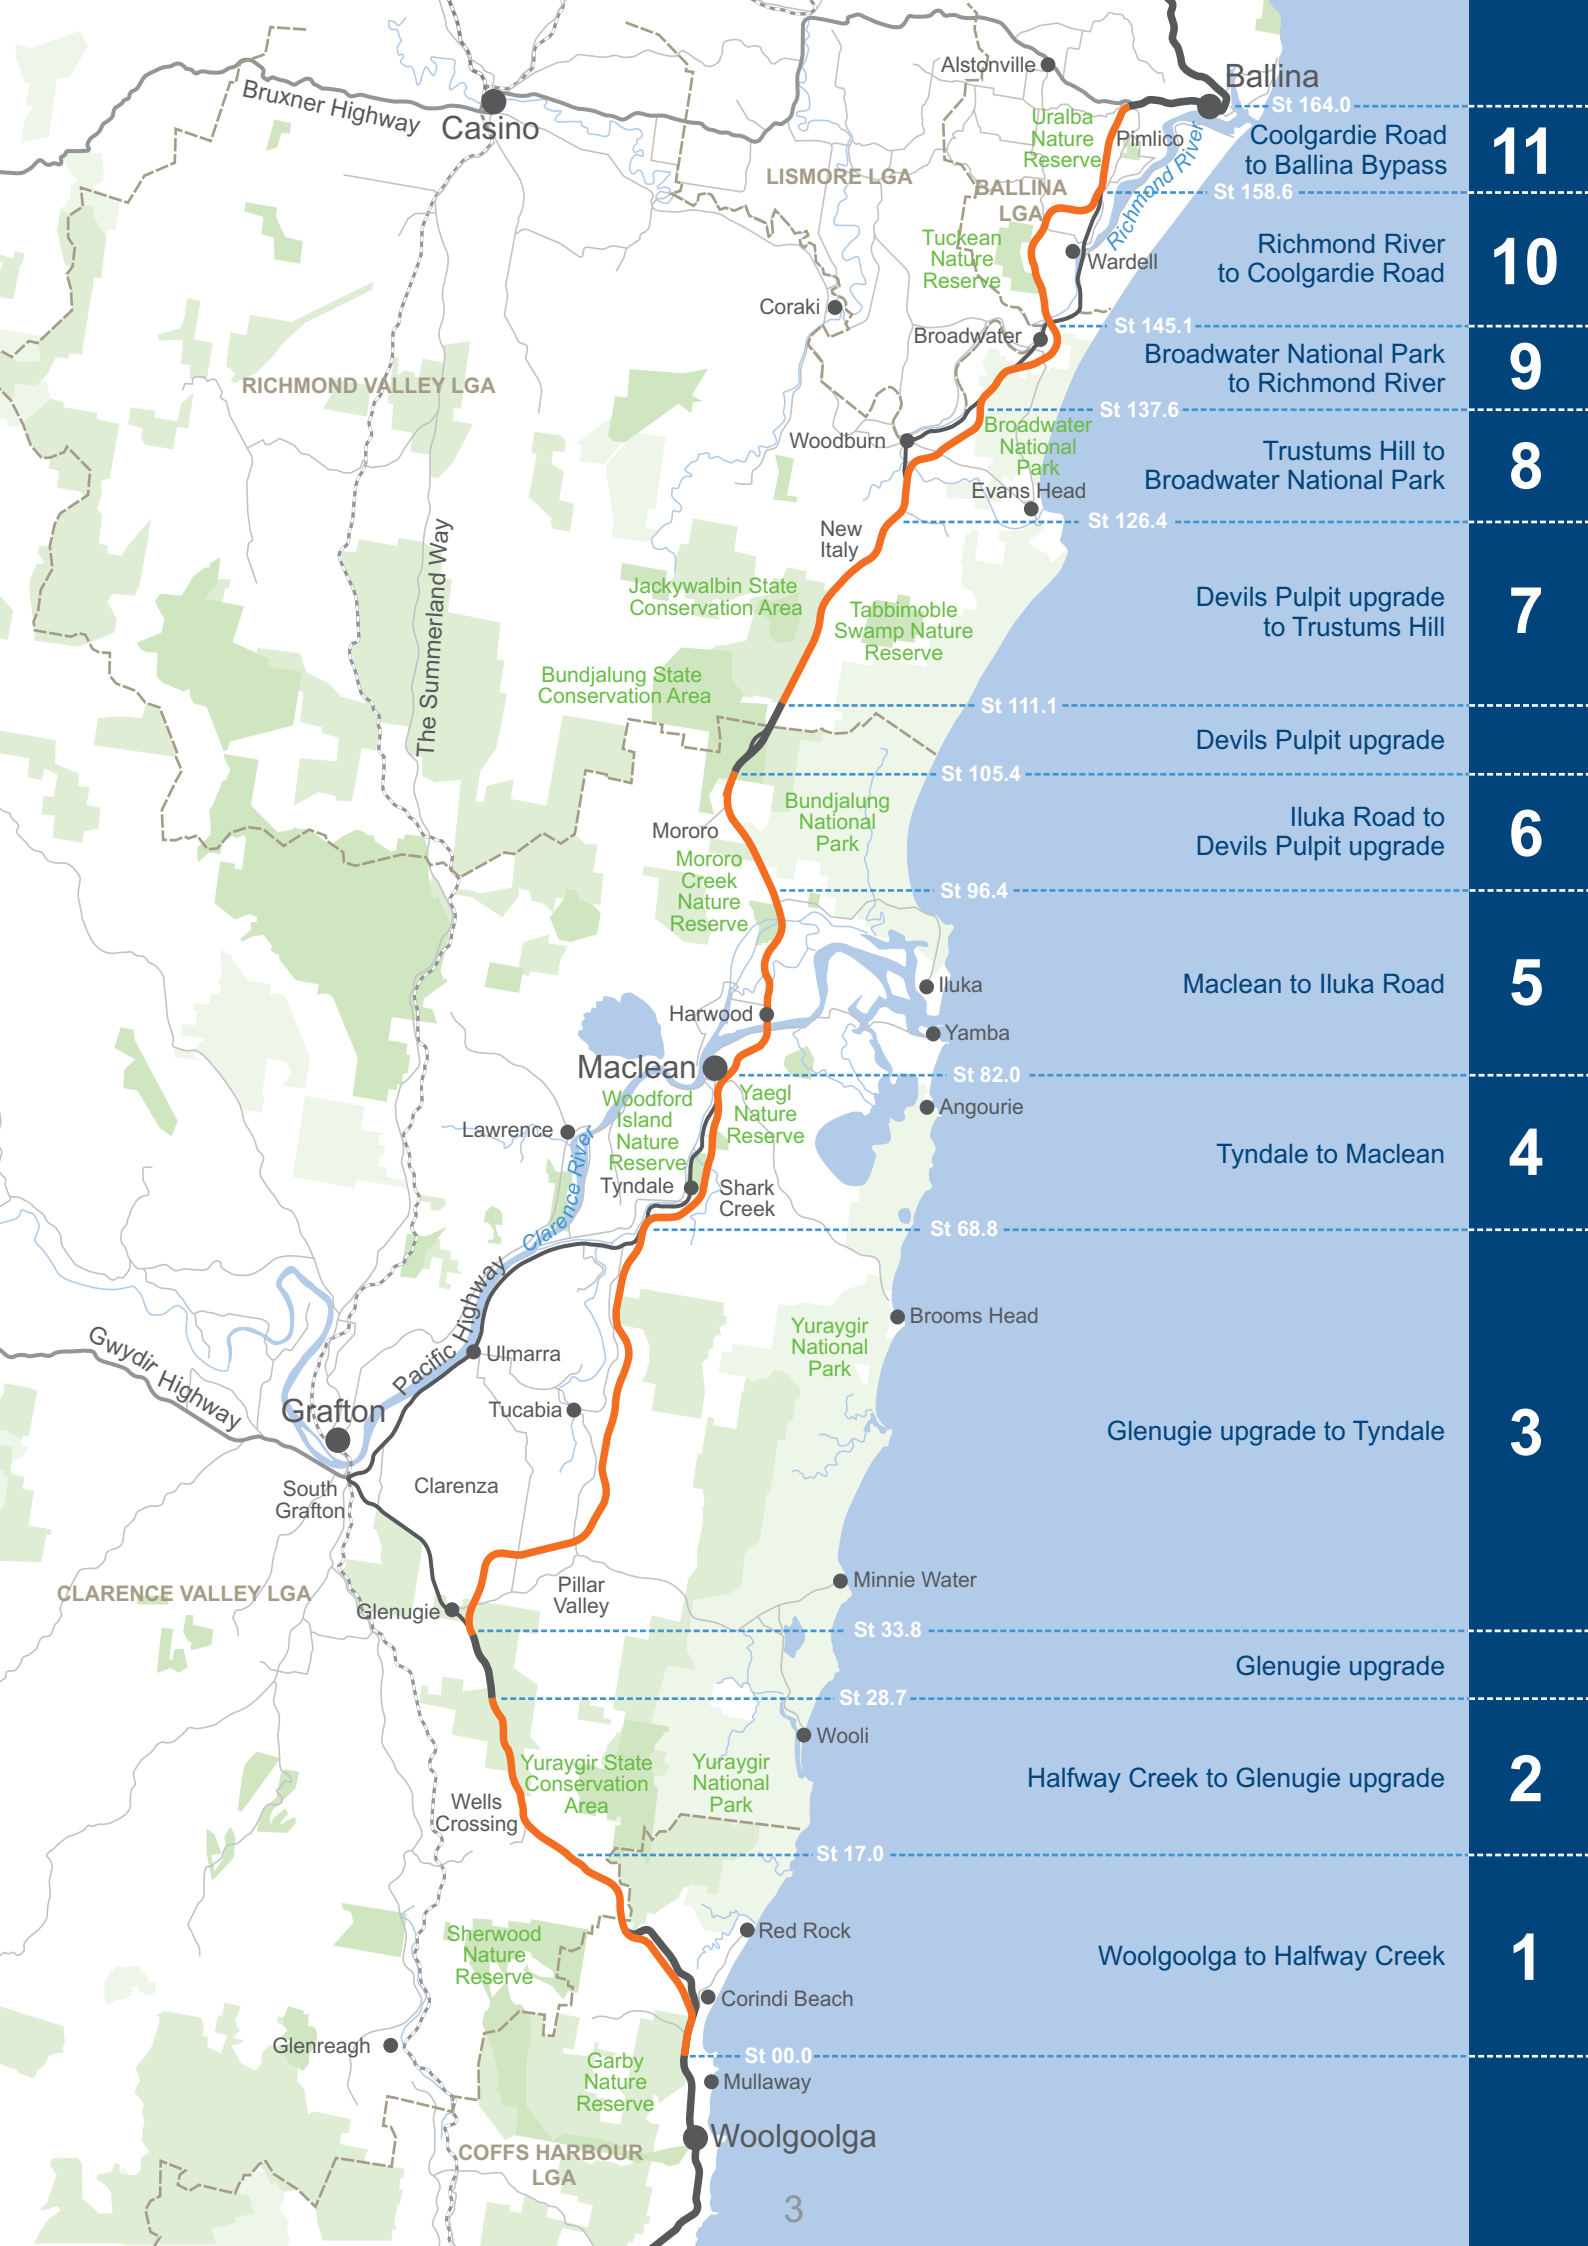 Alstonville
Ballina
St 164.0
Bruxner Highway
Casino
Uralba
Nature
Reserve
Pimlico
Richmond River
Coolgardie Road
to Ballina Bypass
11
LISMORE LGA
BALLINA
LGA
St 158.6
Tuckean
Nature
Reserve
Wardell
Richmond River
to Coolgardie Road
10
Coraki
Broadwater
St 145.1
Broadwater National Park
to Richmond River
9
RICHMOND VALLEY LGA
St 137.6
Woodburn
Broadwater
National
Park
Trustums Hill to
Broadwater National Park
8
Evans Head
St 126.4
New
Italy
The Summerland Way
Jackywalbin State
Conservation Area
Tabbimoble
Swamp Nature
Reserve
Devils Pulpit upgrade
to Trustums Hill
7
Bundjalung State
Conservation Area
St 111.1
Devils Pulpit upgrade
St 105.4
Bundjalung
National
Park
Mororo
Mororo
Creek
Nature
Reserve
Iluka Road to
Devils Pulpit upgrade
6
St 96.4
Iluka
Maclean to Iluka Road
5
Harwood
Yamba
Maclean
St 82.0
Woodford
Island
Nature
Reserve
Yaegl
Nature
Reserve
Angourie
Lawrence
Clarence River
Tyndale to Maclean
4
Tyndale
Shark
Creek
St 68.8
Pacific Highway
Brooms Head
Yuraygir
National
Park
Gwydir Highway
Ulmarra
Grafton
Tucabia
Glenugie upgrade to Tyndale
3
South
Grafton
Clarenza
CLARENCE VALLEY LGA
Pillar
Valley
Minnie Water
Glenugie
St 33.8
Glenugie upgrade
St 28.7
Wooli
Yuraygir State
Conservation
Area
Yuraygir
National
Park
Halfway Creek to Glenugie upgrade
2
Wells
Crossing
St 17.0
Sherwood
Nature
Reserve
Red Rock
Woolgoolga to Halfway Creek
1
Corindi Beach
Glenreagh
St 00.0
Garby
Nature
Reserve
Mullaway
Woolgoolga
COFFS HARBOUR
LGA
3